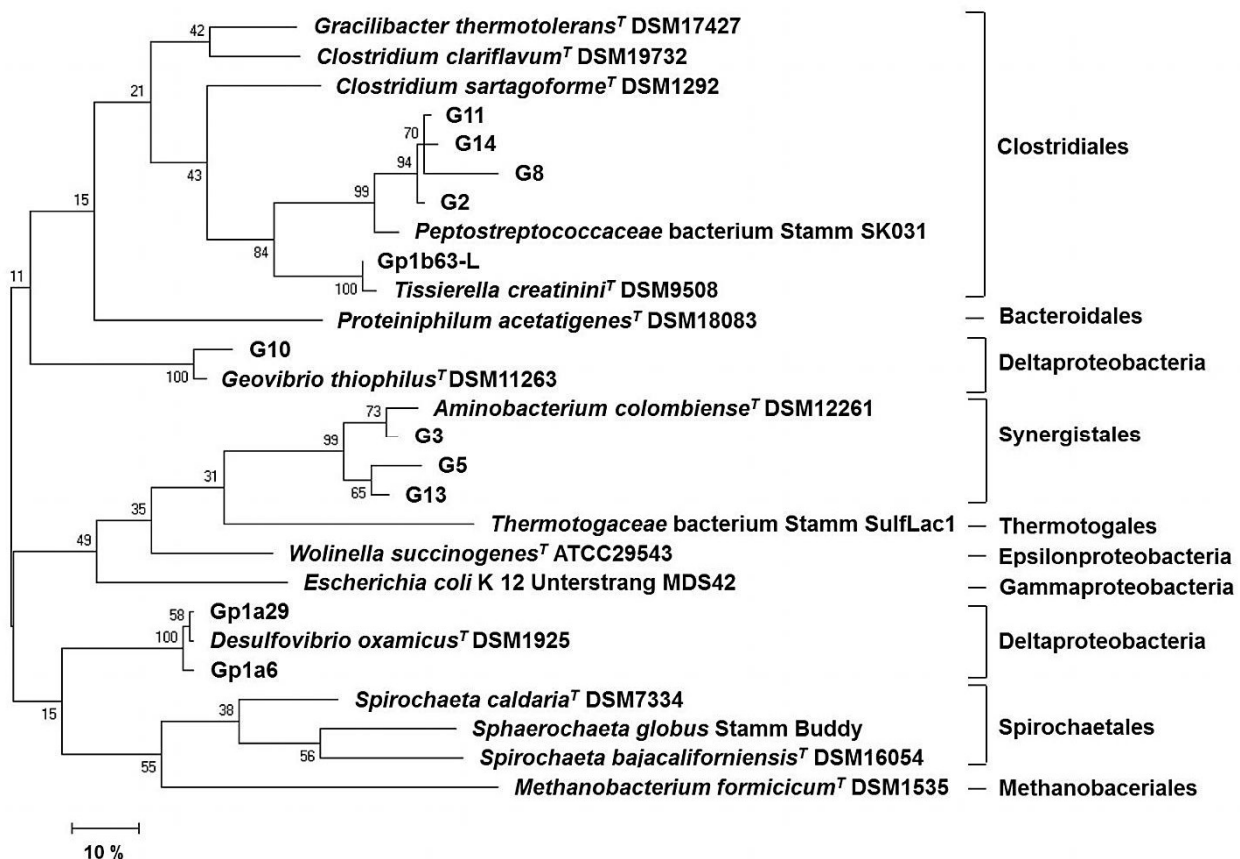 42 Gracilibacter thermotoleransᵀ DSM17427
Clostridium clariflavumᵀ DSM19732
21 Clostridium sartagoformeᵀ DSM1292
G11
70 G14
Clostridiales
94 G8
43 99 G2
15 Peptostreptococcaceae bacterium Stamm SK031
84 Gp1b63-L
100 Tissierella creatininiᵀ DSM9508
11
Proteiniphilum acetatigenesᵀ DSM18083 Bacteroidales
G10
Deltaproteobacteria
100 Geovibrio thiophilusᵀ DSM11263
73 Aminobacterium colombienseᵀ DSM12261
99 G3 Synergistales
31 G5
65 G13
35 Thermotogaceae bacterium Stamm SulfLac1 Thermotogales
49 Wolinella succinogenesᵀ ATCC29543 Epsilonproteobacteria
Escherichia coli K 12 Unterstrang MDS42 Gammaproteobacteria
58 Gp1a29
100 Desulfovibrio oxamicusᵀ DSM1925 Deltaproteobacteria
Gp1a6
15 38 Spirochaeta caldariaᵀ DSM7334
Sphaerochaeta globus Stamm Buddy Spirochaetales
55 56 Spirochaeta bajacaliforniensisᵀ DSM16054
Methanobacterium formicicumᵀ DSM1535 Methanobaceriales
10 %